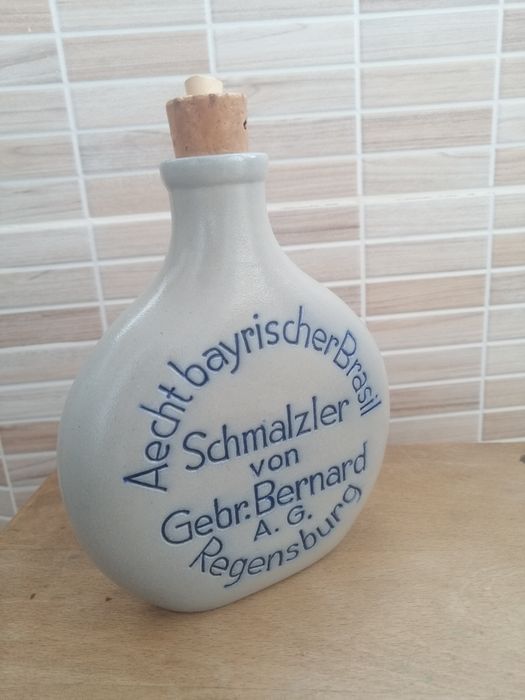 Aecht bayrischer Brasil
Schmalzler
von
Gebr. Bernard
A. G.
Regensburg